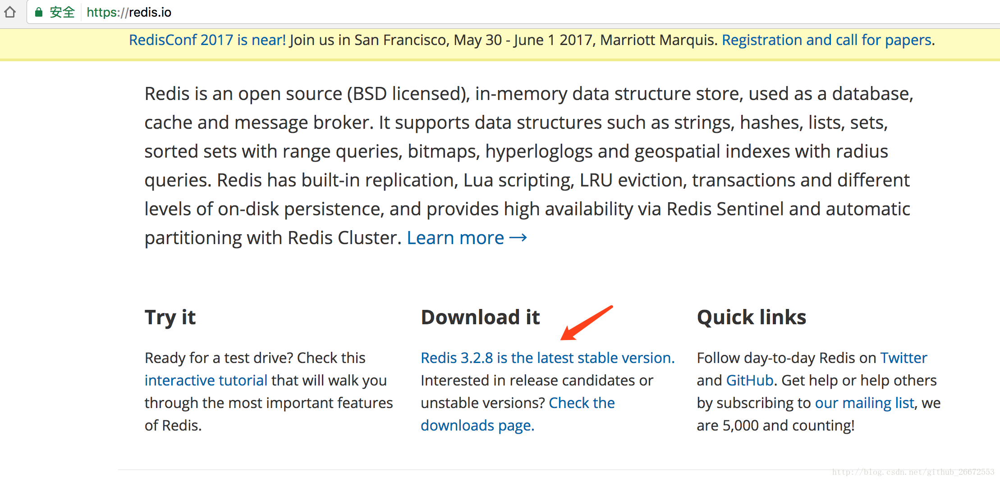 安全 https://redis.io
RedisConf 2017 is near! Join us in San Francisco, May 30 - June 1 2017, Marriott Marquis. Registration and call for papers.
Redis is an open source (BSD licensed), in-memory data structure store, used as a database,
cache and message broker. It supports data structures such as strings, hashes, lists, sets,
sorted sets with range queries, bitmaps, hyperloglogs and geospatial indexes with radius
queries. Redis has built-in replication, Lua scripting, LRU eviction, transactions and different
levels of on-disk persistence, and provides high availability via Redis Sentinel and automatic
partitioning with Redis Cluster. Learn more →
Try it
Ready for a test drive? Check this
interactive tutorial that will walk you
through the most important features
of Redis.
Download it
Redis 3.2.8 is the latest stable version.
Interested in release candidates or
unstable versions? Check the
downloads page.
Quick links
Follow day-to-day Redis on Twitter
and GitHub. Get help or help others
by subscribing to our mailing list, we
are 5,000 and counting!
http://blog.csdn.net/github_26672553